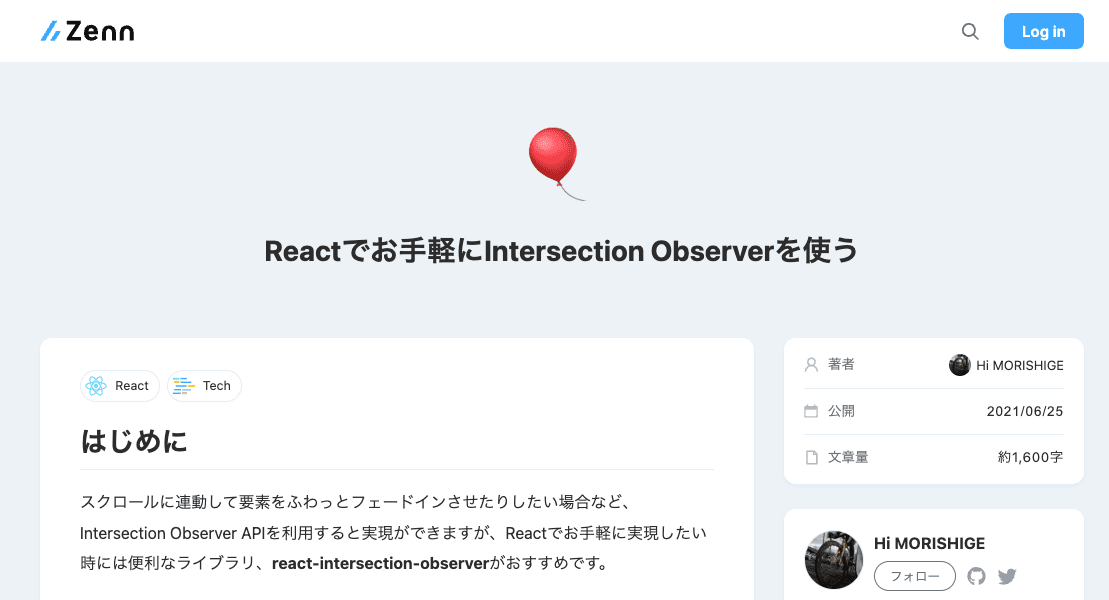 Zenn
Log in
Reactでお手軽にIntersection Observerを使う
React
Tech
はじめに
スクロールに連動して要素をふわっとフェードインさせたりしたい場合など、
Intersection Observer APIを利用すると実現ができますが、Reactでお手軽に実現したい
時には便利なライブラリ、react-intersection-observerがおすすめです。
著者
Hi MORISHIGE
公開
2021/06/25
文章量
約1,600字
Hi MORISHIGE
フォロー